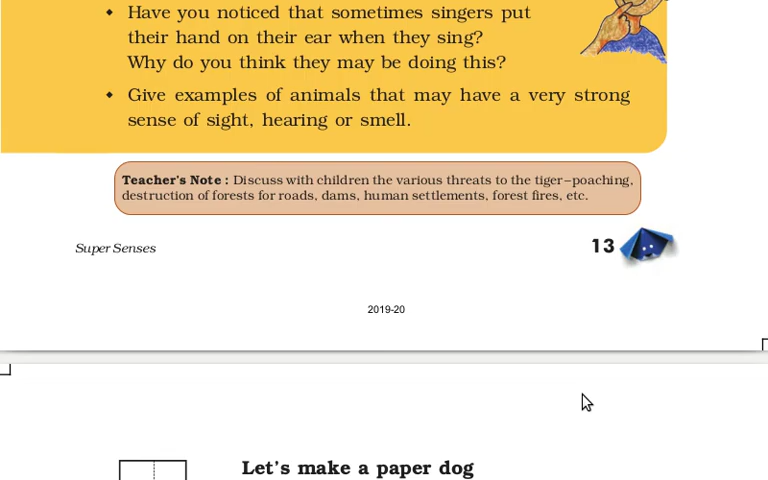 ⬥ Have you noticed that sometimes singers put
their hand on their ear when they sing?
Why do you think they may be doing this?
⬥ Give examples of animals that may have a very strong
sense of sight, hearing or smell.
Teacher's Note : Discuss with children the various threats to the tiger–poaching,
destruction of forests for roads, dams, human settlements, forest fires, etc.
Super Senses
13
2019-20
Let's make a paper dog